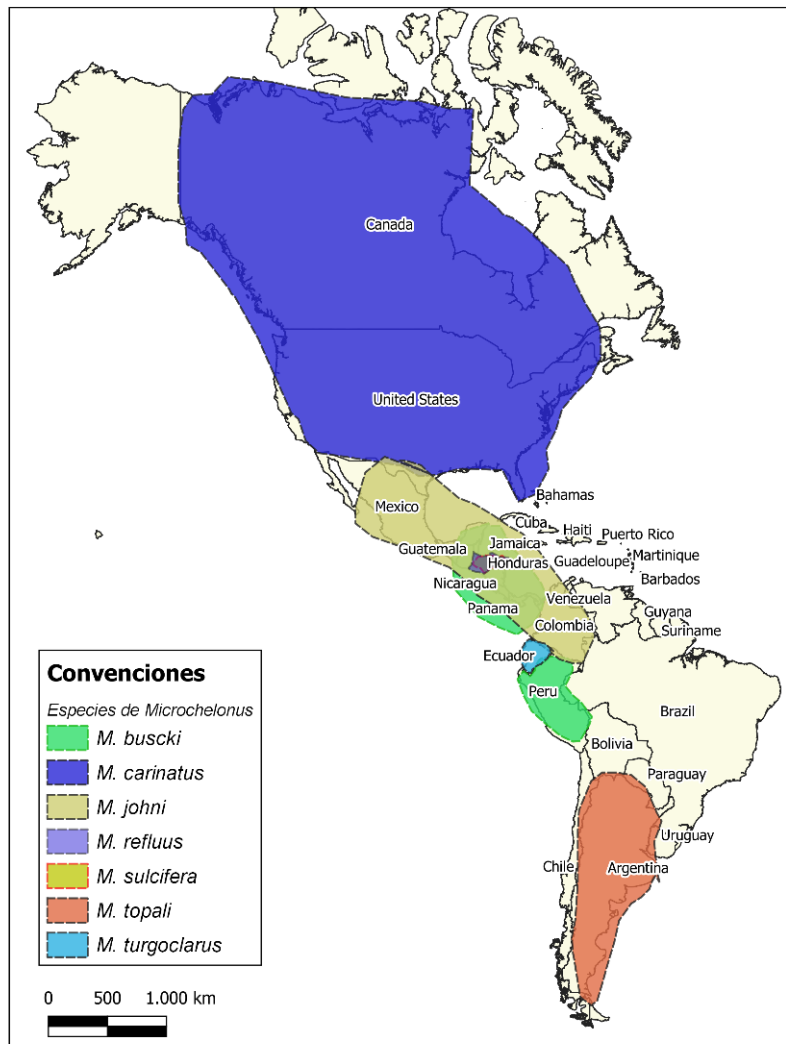 Canada
United States
Bahamas
Mexico
Cuba
Haiti
Puerto Rico
Jamaica
Guatemala
Martinique
Honduras
Guadeloupe
Barbados
Nicaragua
Venezuela
Panama
Guyana
Colombia
Suriname
Ecuador
Peru
Brazil
Bolivia
Paraguay
Uruguay
Chile
Argentina
Convenciones
Especies de Microchelonus
M. buscki
M. carinatus
M. johni
M. refluus
M. sulcifera
M. topali
M. turgoclarus
0 500 1.000 km